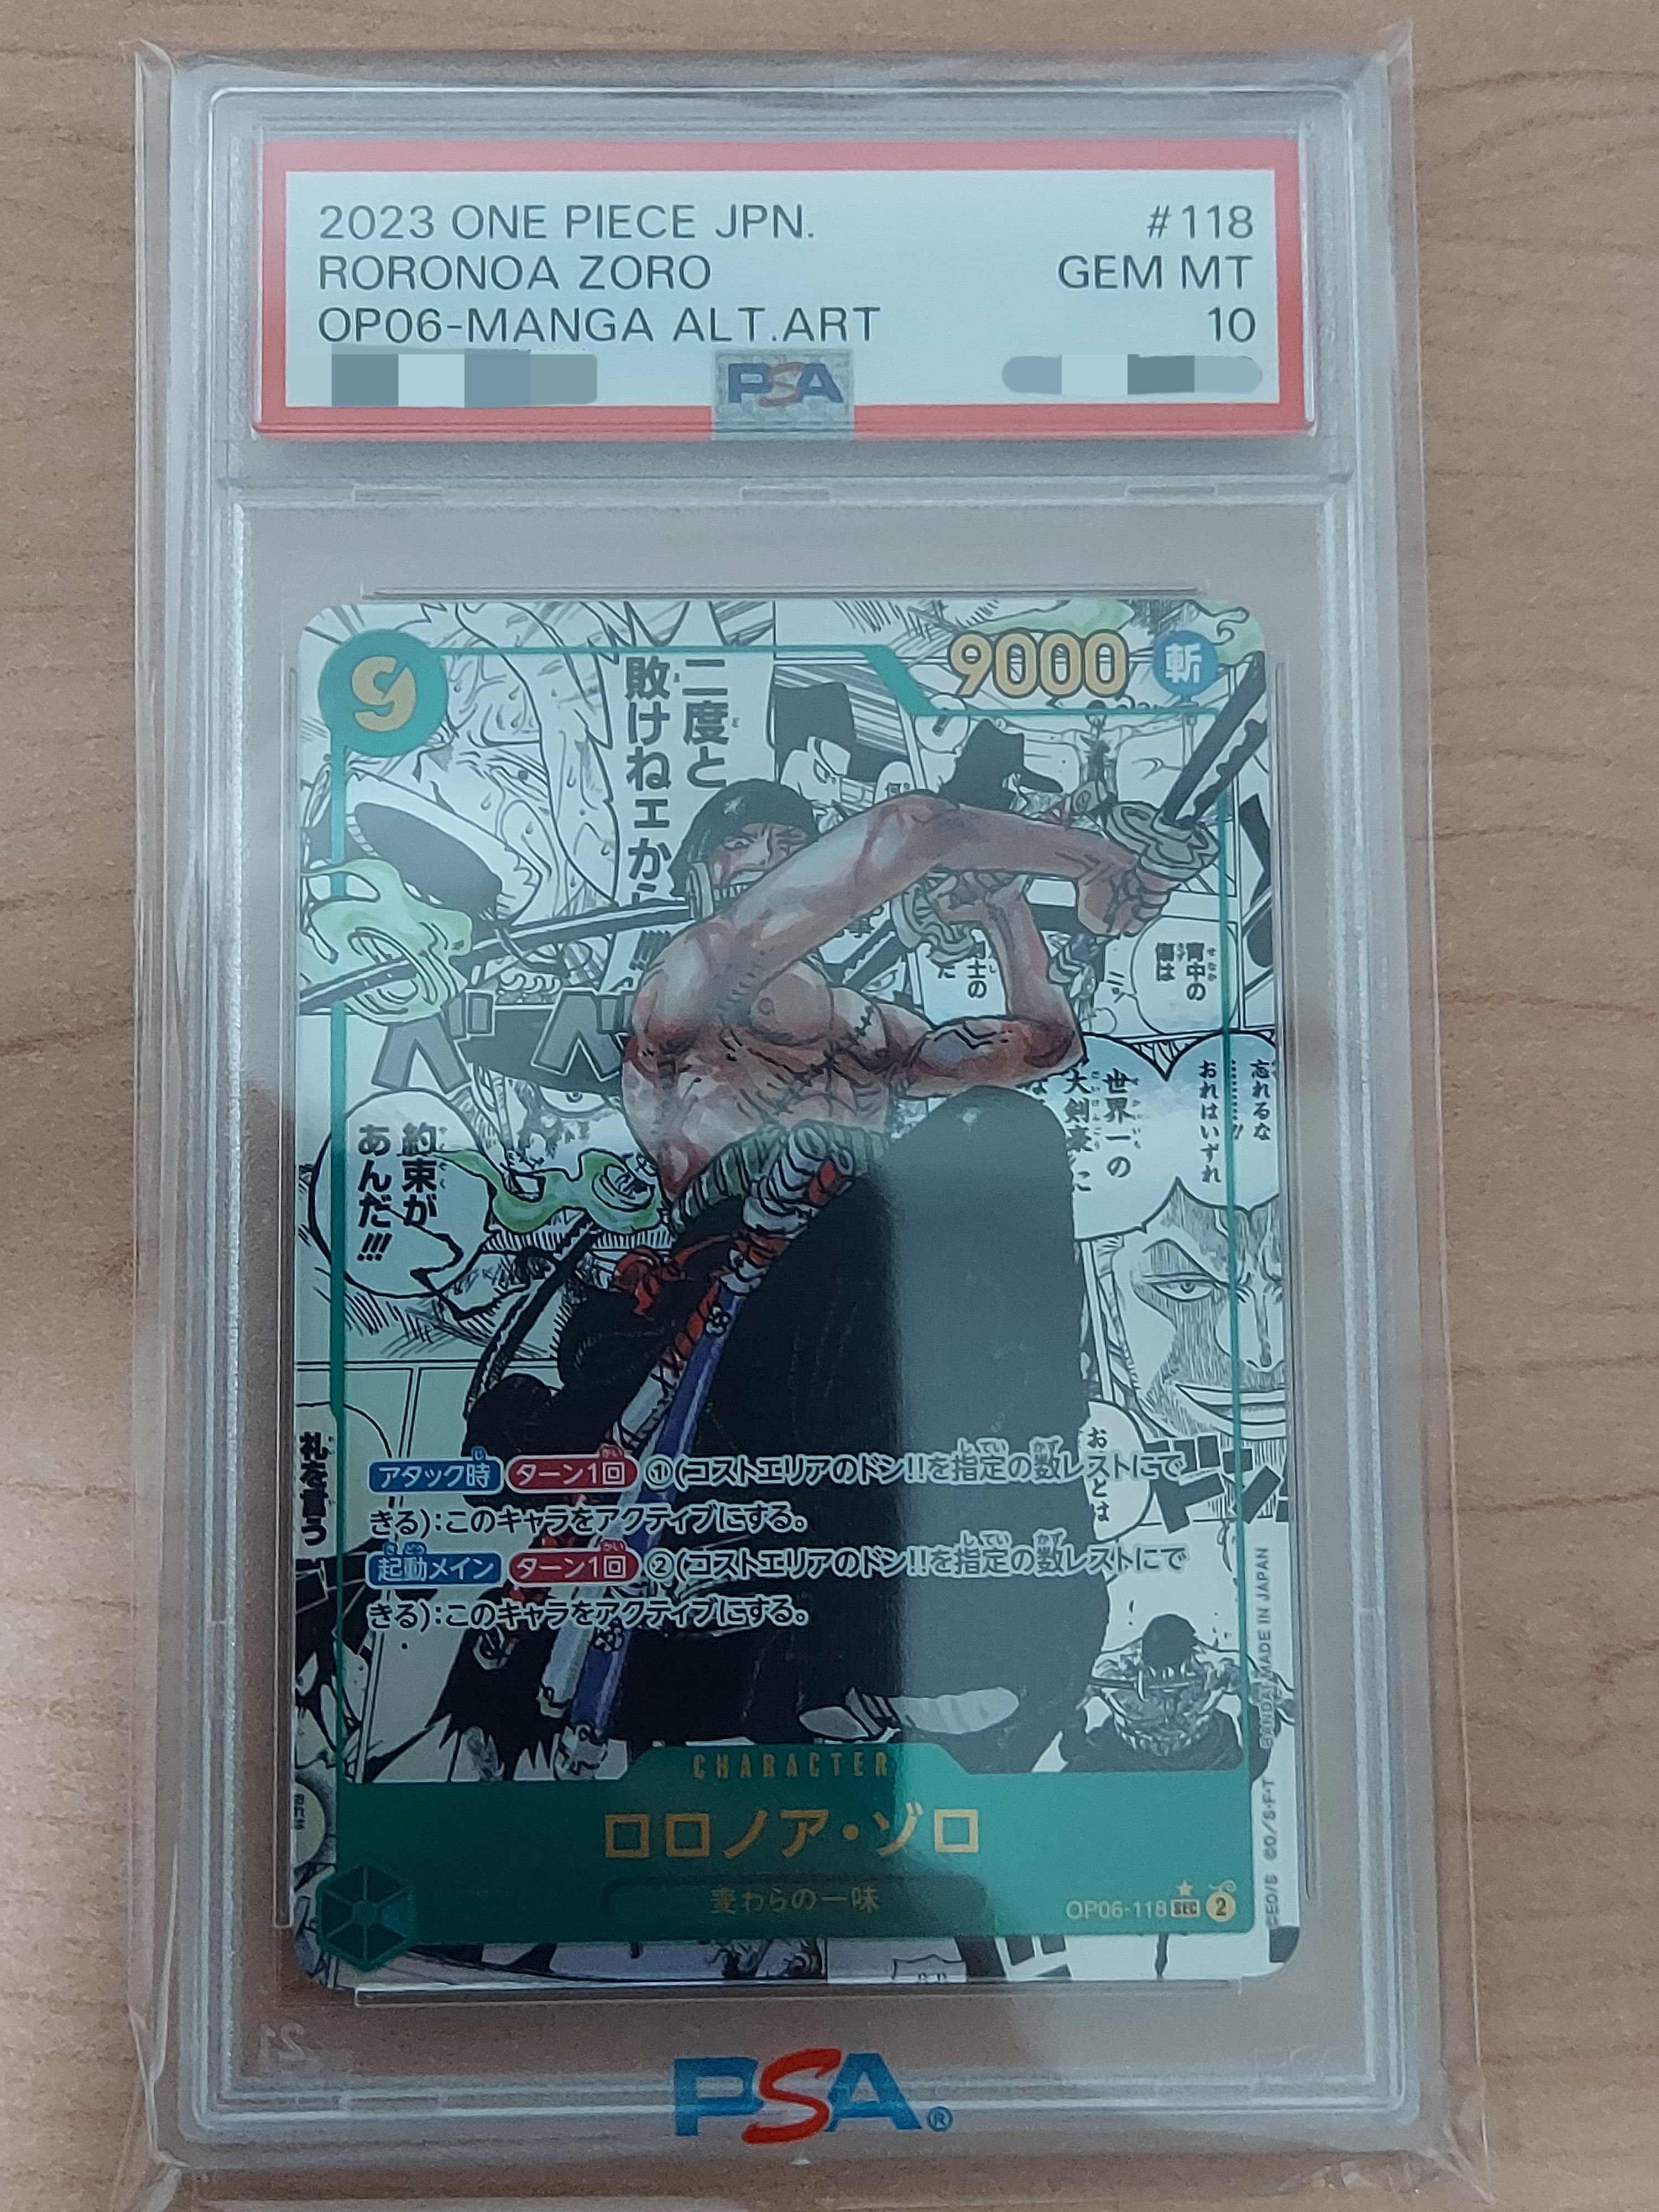 2023 ONE PIECE JPN.
#118
RORONOA ZORO
GEM MT
OP06-MANGA ALT.ART
10
PSA
9
9000
斬
二度と
敗けねェから
!!!!
背中の
傷は
世界一の
大剣豪に
忘れるな
……!!
おれはいずれ
約束が
あんだ!!!
礼を言う
ドン
アタック時 ターン1回 ①(コストエリアのドン!!を指定の数レストにで
きる):このキャラをアクティブにする。
起動メイン ターン1回 ②(コストエリアのドン!!を指定の数レストにで
きる):このキャラをアクティブにする。
CHARACTER
ロロノア・ゾロ
麦わらの一味
OP06-118 SEC 2
©EO/S ©O/S・F・T BANDAI MADE IN JAPAN
PSA®